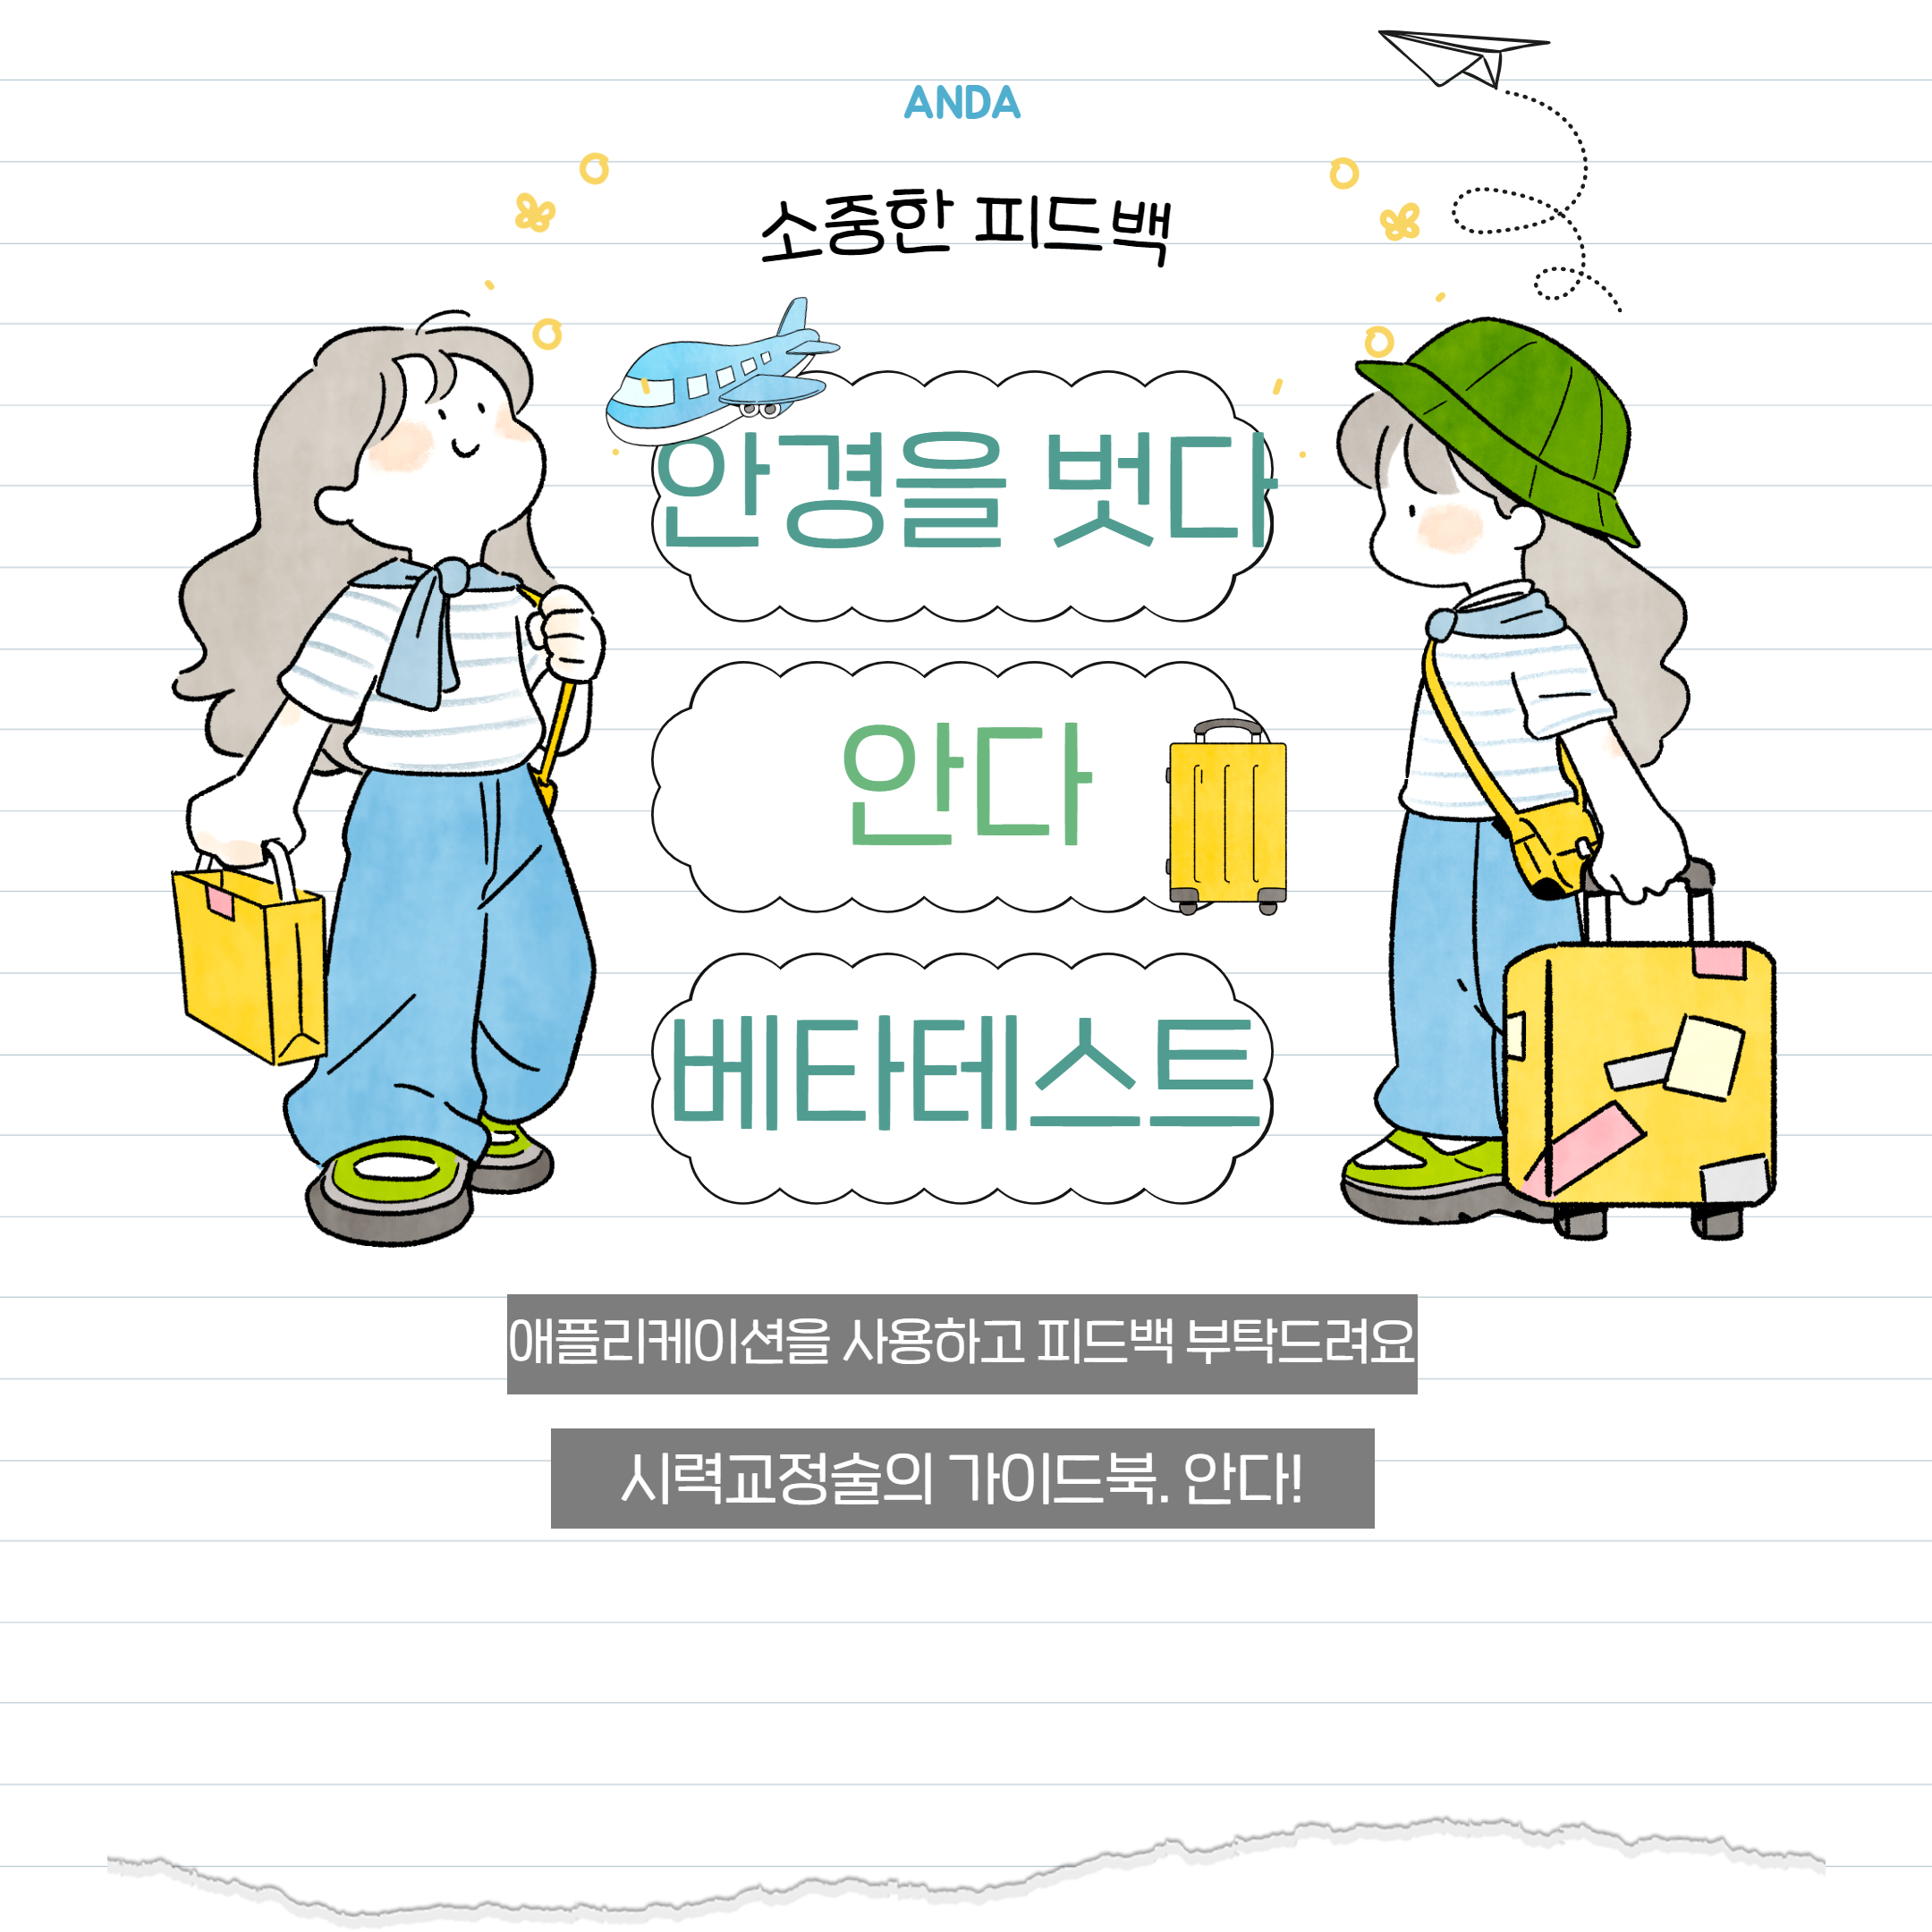 ANDA
소중한 피드백
안경을 벗다
안다
베타테스트
애플리케이션을 사용하고 피드백 부탁드려요
시력교정술의 가이드북. 안다!